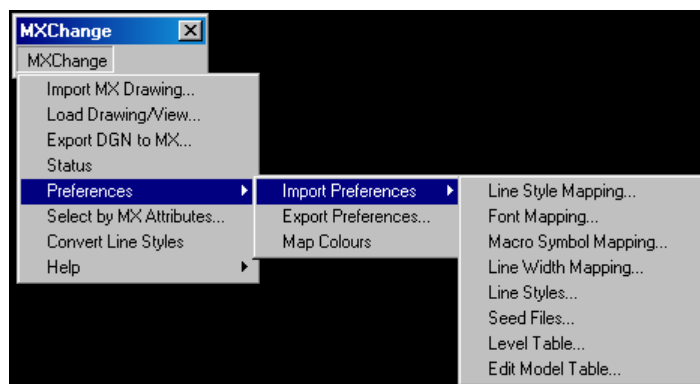 MXChange
MXChange
Import MX Drawing...
Load Drawing/View...
Export DGN to MX...
Status
Preferences
Select by MX Attributes...
Convert Line Styles
Help
Import Preferences
Export Preferences...
Map Colours
Line Style Mapping...
Font Mapping...
Macro Symbol Mapping...
Line Width Mapping...
Line Styles...
Seed Files...
Level Table...
Edit Model Table...